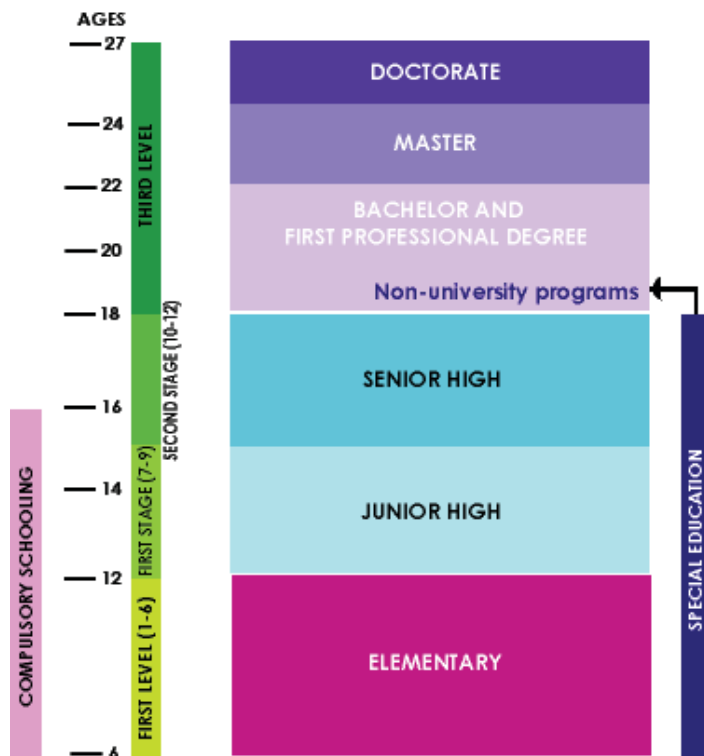 AGES
27
24
22
20
18
16
14
12
6
COMPULSORY SCHOOLING
THIRD LEVEL
SECOND STAGE (10-12)
FIRST STAGE (7-9)
FIRST LEVEL (1-6)
DOCTORATE
MASTER
BACHELOR AND
FIRST PROFESSIONAL DEGREE
Non-university programs
SENIOR HIGH
JUNIOR HIGH
ELEMENTARY
SPECIAL EDUCATION